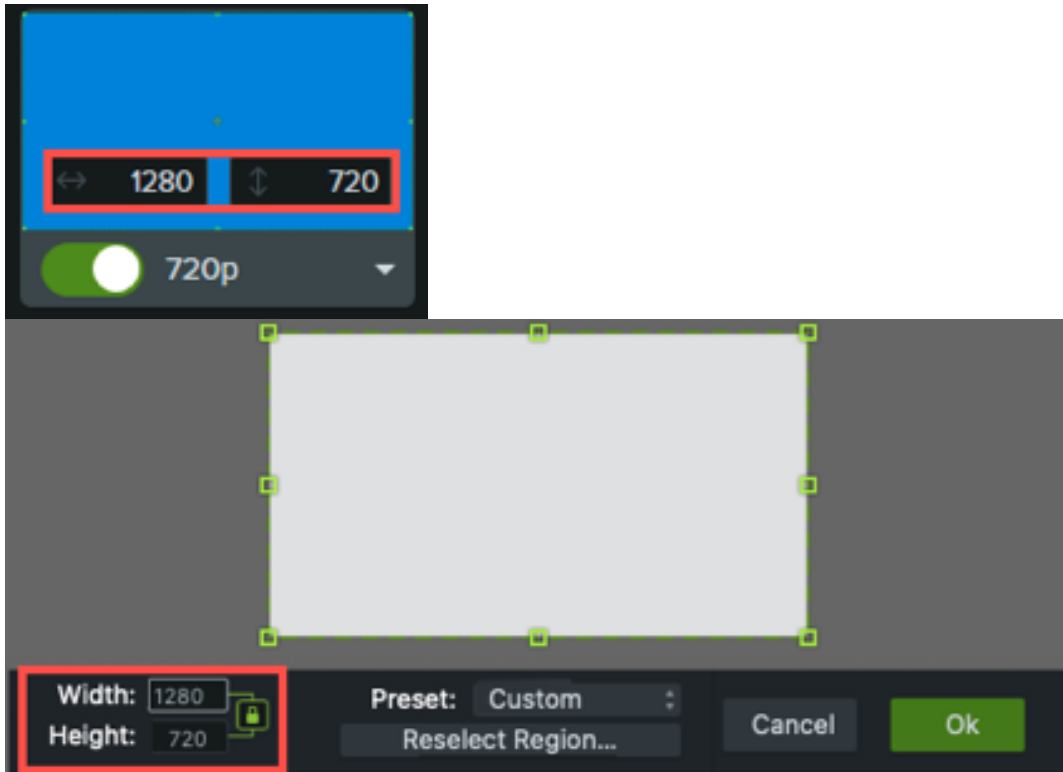 1280 720
720p
Width: 1280
Height: 720
Preset: Custom
Reselect Region...
Cancel
Ok